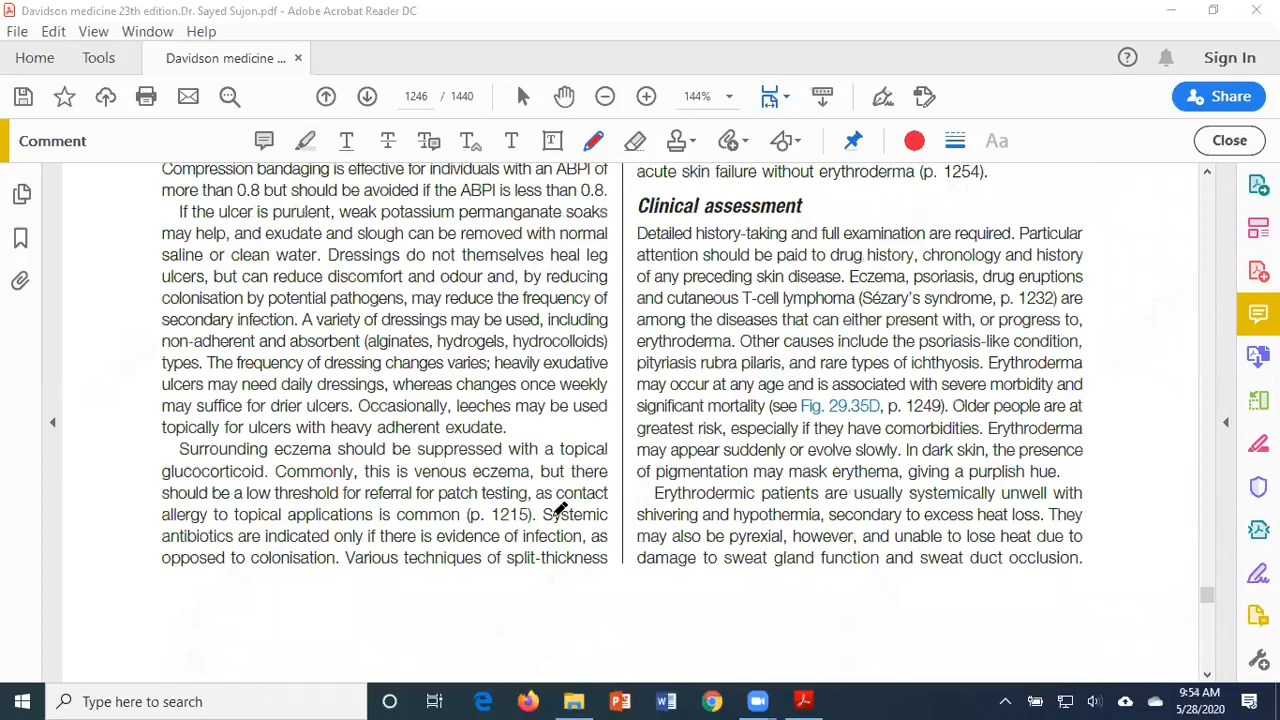 Davidson medicine 23th edition.Dr. Sayed Sujon.pdf - Adobe Acrobat Reader DC
File Edit View Window Help
Home Tools Davidson medicine ... × Sign In
1246 / 1440 144% Share
Comment Aa Close
Compression bandaging is effective for individuals with an ABPI of
more than 0.8 but should be avoided if the ABPI is less than 0.8.
If the ulcer is purulent, weak potassium permanganate soaks
may help, and exudate and slough can be removed with normal
saline or clean water. Dressings do not themselves heal leg
ulcers, but can reduce discomfort and odour and, by reducing
colonisation by potential pathogens, may reduce the frequency of
secondary infection. A variety of dressings may be used, including
non-adherent and absorbent (alginates, hydrogels, hydrocolloids)
types. The frequency of dressing changes varies; heavily exudative
ulcers may need daily dressings, whereas changes once weekly
may suffice for drier ulcers. Occasionally, leeches may be used
topically for ulcers with heavy adherent exudate.
Surrounding eczema should be suppressed with a topical
glucocorticoid. Commonly, this is venous eczema, but there
should be a low threshold for referral for patch testing, as contact
allergy to topical applications is common (p. 1215). Systemic
antibiotics are indicated only if there is evidence of infection, as
opposed to colonisation. Various techniques of split-thickness
acute skin failure without erythroderma (p. 1254).
Clinical assessment
Detailed history-taking and full examination are required. Particular
attention should be paid to drug history, chronology and history
of any preceding skin disease. Eczema, psoriasis, drug eruptions
and cutaneous T-cell lymphoma (Sézary's syndrome, p. 1232) are
among the diseases that can either present with, or progress to,
erythroderma. Other causes include the psoriasis-like condition,
pityriasis rubra pilaris, and rare types of ichthyosis. Erythroderma
may occur at any age and is associated with severe morbidity and
significant mortality (see Fig. 29.35D, p. 1249). Older people are at
greatest risk, especially if they have comorbidities. Erythroderma
may appear suddenly or evolve slowly. In dark skin, the presence
of pigmentation may mask erythema, giving a purplish hue.
Erythrodermic patients are usually systemically unwell with
shivering and hypothermia, secondary to excess heat loss. They
may also be pyrexial, however, and unable to lose heat due to
damage to sweat gland function and sweat duct occlusion.
Type here to search
9:54 AM
5/28/2020